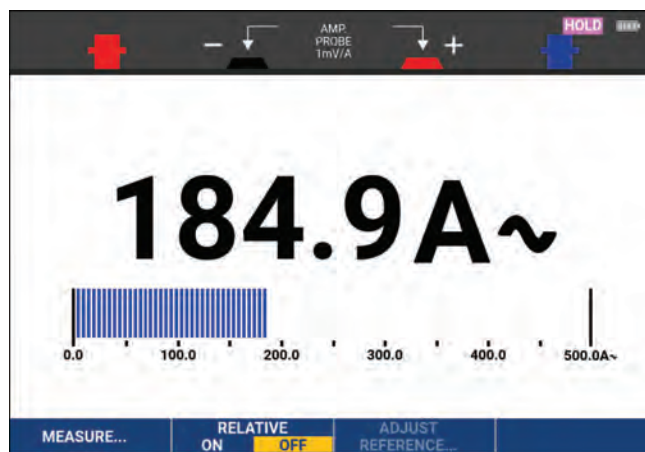 AMP.
PROBE
1mV/A
HOLD
− +
184.9A~
0.0 100.0 200.0 300.0 400.0 500.0A~
MEASURE...
RELATIVE
ON OFF
ADJUST
REFERENCE...